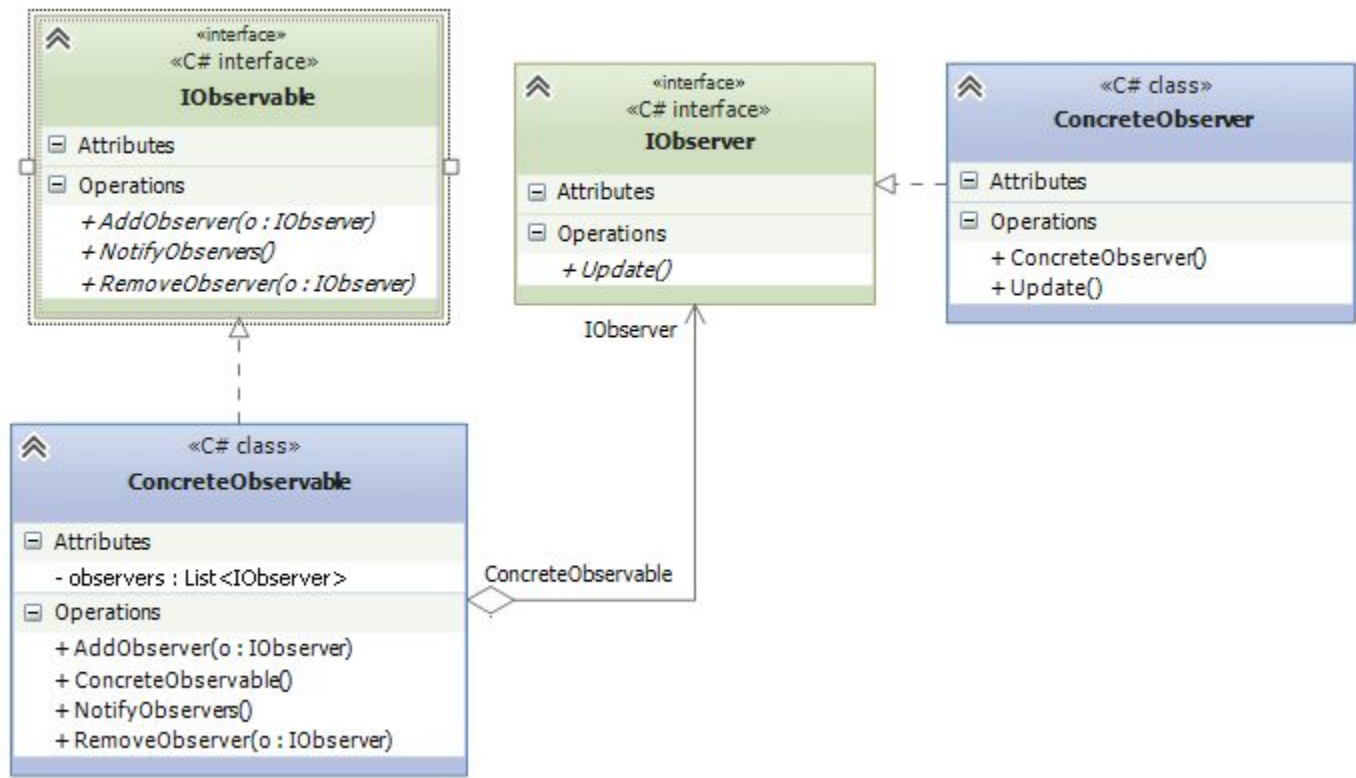 «interface»
«C# interface»
IObservable
Attributes
Operations
+ AddObserver(o : IObserver)
+ NotifyObservers()
+ RemoveObserver(o : IObserver)
«interface»
«C# interface»
IObserver
Attributes
Operations
+ Update()
«C# class»
ConcreteObserver
Attributes
Operations
+ ConcreteObserver()
+ Update()
IObserver
«C# class»
ConcreteObservable
Attributes
- observers : List<IObserver>
Operations
+ AddObserver(o : IObserver)
+ ConcreteObservable()
+ NotifyObservers()
+ RemoveObserver(o : IObserver)
ConcreteObservable